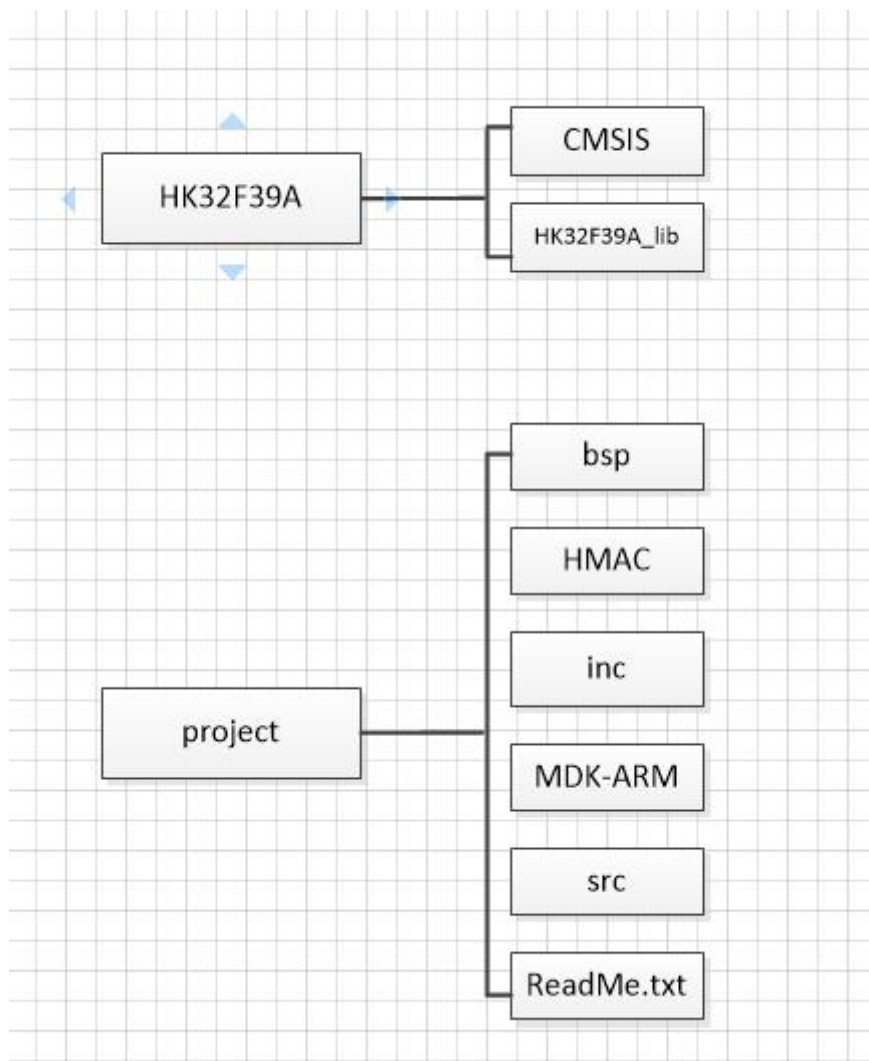 HK32F39A
CMSIS
HK32F39A_lib
project
bsp
HMAC
inc
MDK-ARM
src
ReadMe.txt